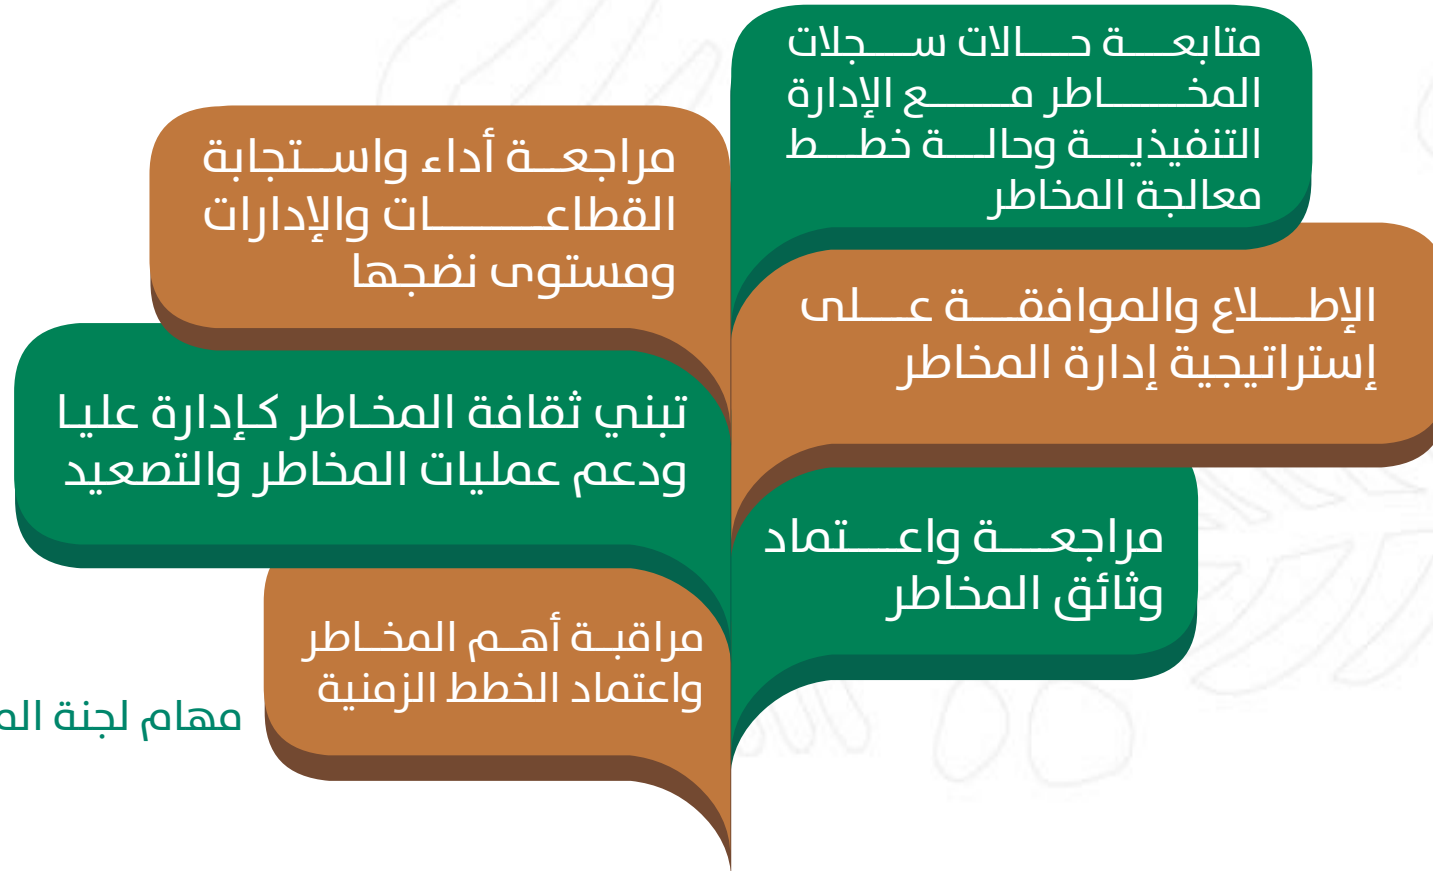 متابعة حالات سجلات
المخاطر مع الإدارة
التنفيذية وحالة خطط
معالجة المخاطر
الإطلاع والموافقة على
إستراتيجية إدارة المخاطر
مراجعة واعتماد
وثائق المخاطر
مراجعة أداء واستجابة
القطاعات والإدارات
ومستوى نضجها
تبني ثقافة المخاطر كإدارة عليا
ودعم عمليات المخاطر والتصعيد
مراقبة أهم المخاطر
واعتماد الخطط الزمنية
مهام لجنة